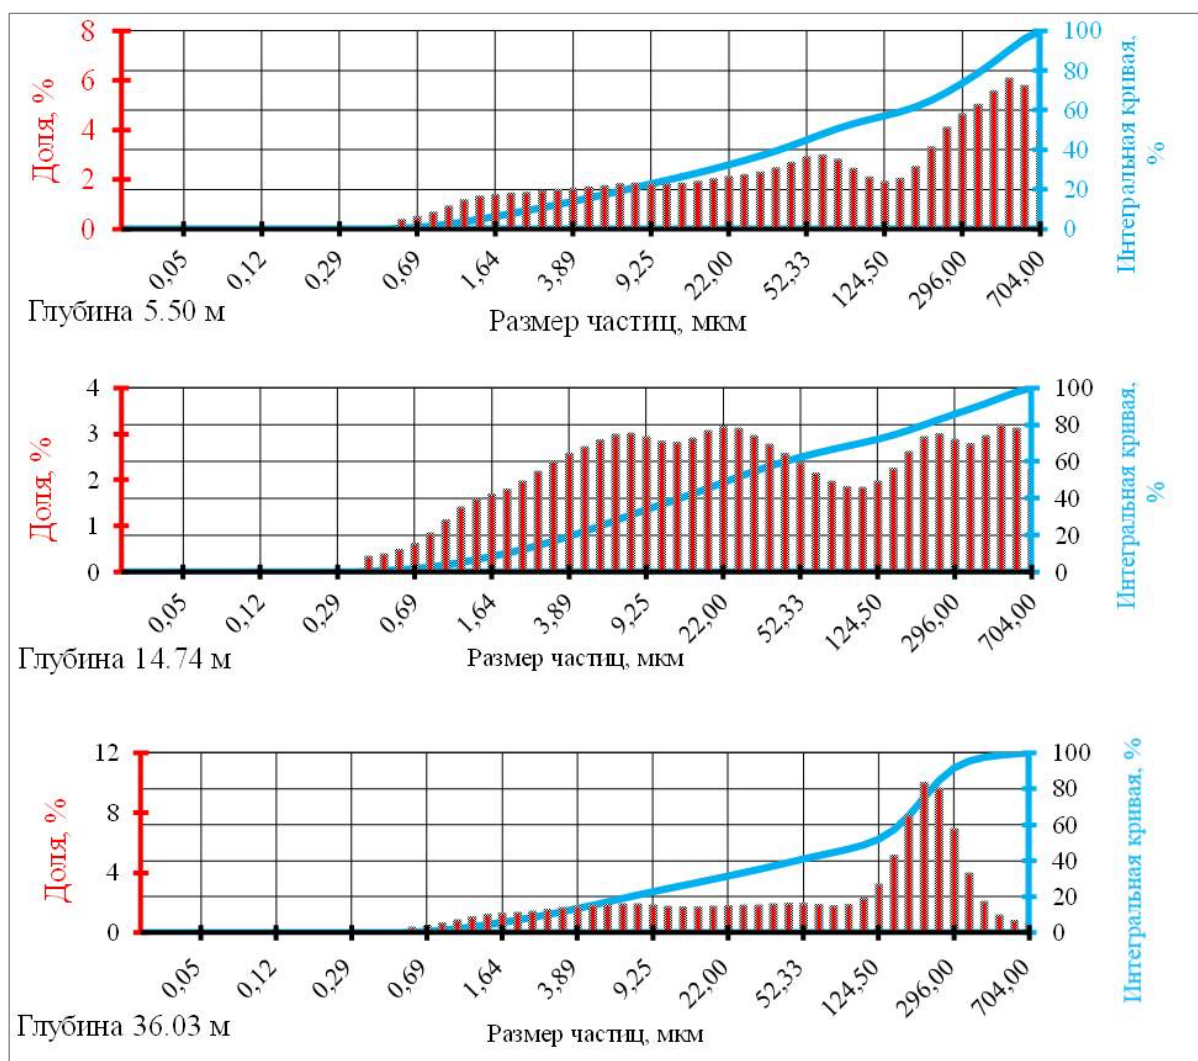 8
6
4
2
0
Доля, %
100
80
60
40
20
0
Интегральная кривая,
%
0,05 0,12 0,29 0,69 1,64 3,89 9,25 22,00 52,33 124,50 296,00 704,00
Глубина 5.50 м
Размер частиц, мкм
4
3
2
1
0
Доля, %
100
80
60
40
20
0
Интегральная кривая,
%
0,05 0,12 0,29 0,69 1,64 3,89 9,25 22,00 52,33 124,50 296,00 704,00
Глубина 14.74 м
Размер частиц, мкм
12
8
4
0
Доля, %
100
80
60
40
20
0
Интегральная кривая, %
0,05 0,12 0,29 0,69 1,64 3,89 9,25 22,00 52,33 124,50 296,00 704,00
Глубина 36.03 м
Размер частиц, мкм